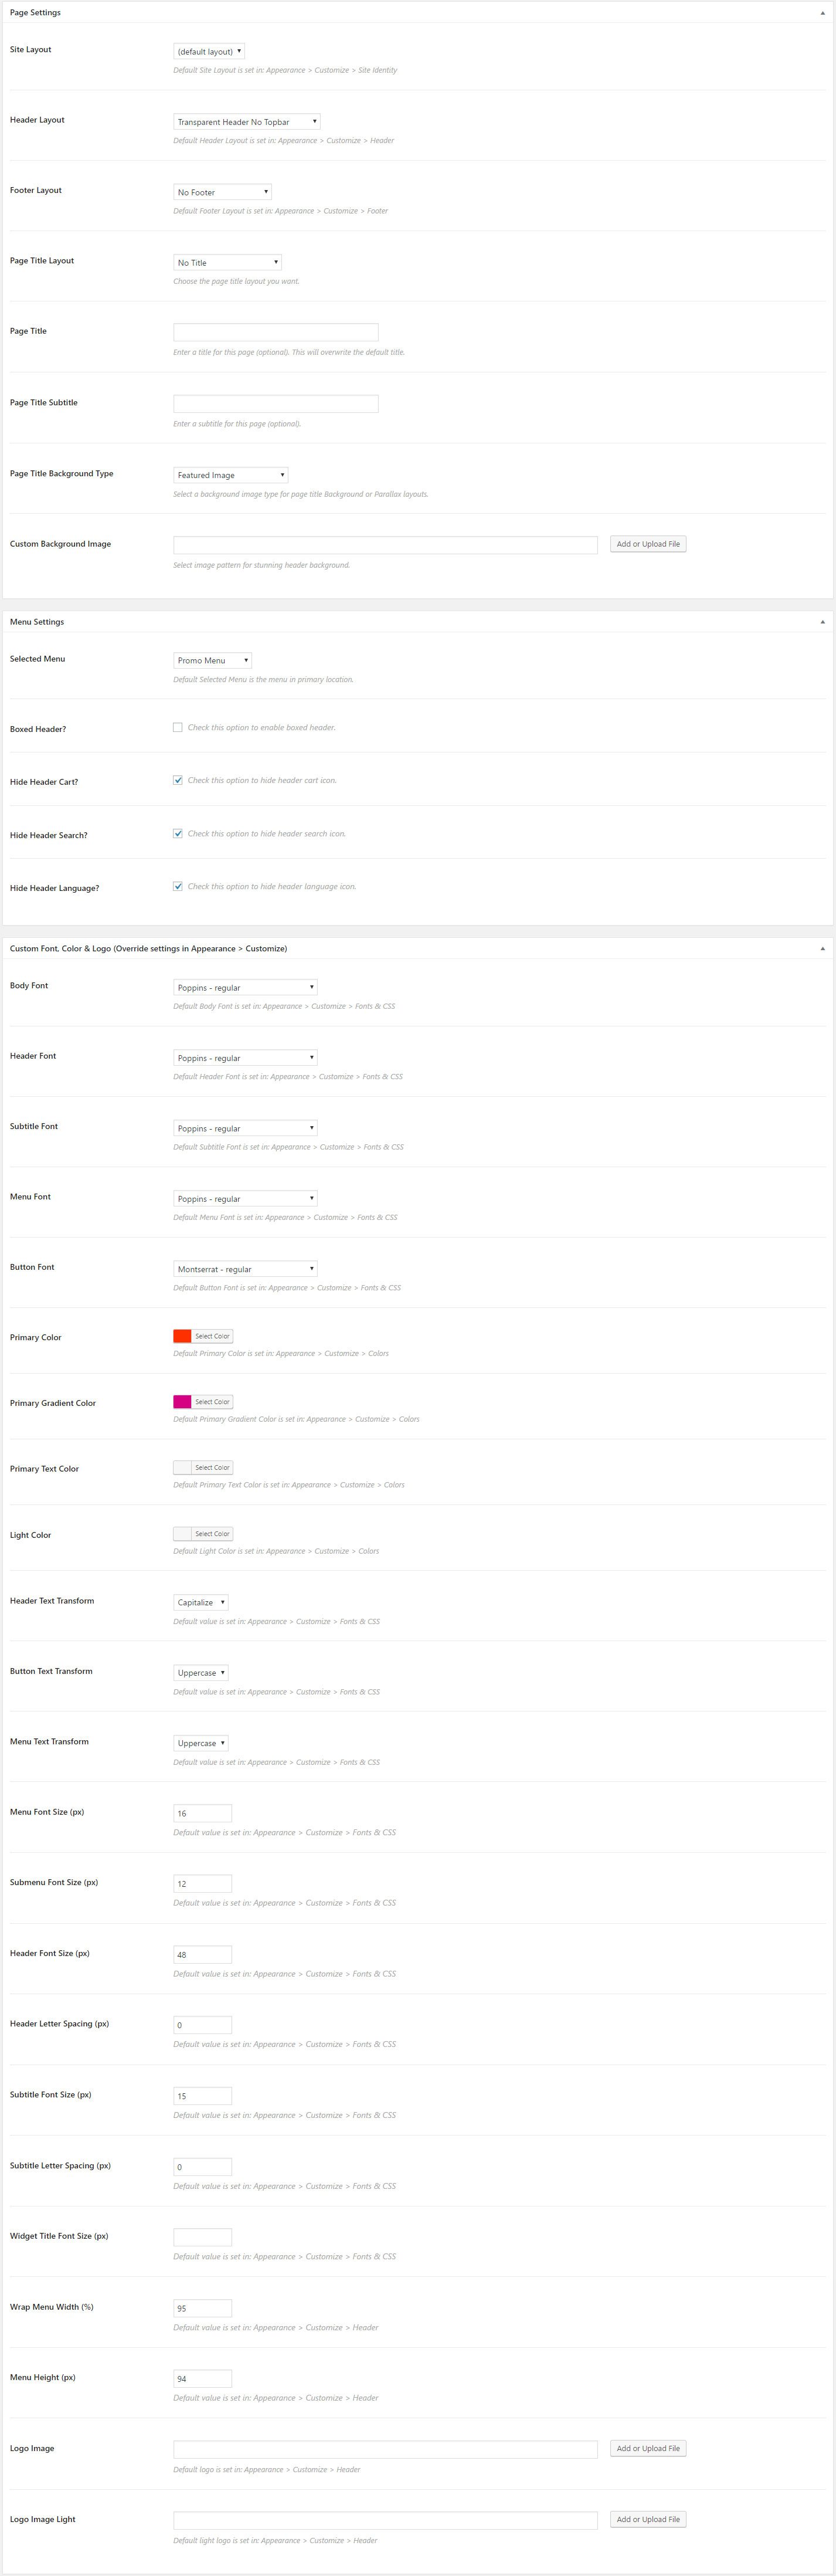 Page Settings
Site Layout
(default layout)
Default Site Layout is set in: Appearance > Customize > Site Identity
Header Layout
Transparent Header No Topbar
Default Header Layout is set in: Appearance > Customize > Header
Footer Layout
No Footer
Default Footer Layout is set in: Appearance > Customize > Footer
Page Title Layout
No Title
Choose the page title layout you want.
Page Title
Enter a title for this page (optional). This will overwrite the default title.
Page Title Subtitle
Enter a subtitle for this page (optional).
Page Title Background Type
Featured Image
Select a background image type for page title Background or Parallax layouts.
Custom Background Image
Add or Upload File
Select image pattern for stunning header background.
Menu Settings
Selected Menu
Promo Menu
Default Selected Menu is the menu in primary location.
Boxed Header?
Check this option to enable boxed header.
Hide Header Cart?
Check this option to hide header cart icon.
Hide Header Search?
Check this option to hide header search icon.
Hide Header Language?
Check this option to hide header language icon.
Custom Font, Color & Logo (Override settings in Appearance > Customize)
Body Font
Poppins - regular
Default Body Font is set in: Appearance > Customize > Fonts & CSS
Header Font
Poppins - regular
Default Header Font is set in: Appearance > Customize > Fonts & CSS
Subtitle Font
Poppins - regular
Default Subtitle Font is set in: Appearance > Customize > Fonts & CSS
Menu Font
Poppins - regular
Default Menu Font is set in: Appearance > Customize > Fonts & CSS
Button Font
Montserrat - regular
Default Button Font is set in: Appearance > Customize > Fonts & CSS
Primary Color
Select Color
Default Primary Color is set in: Appearance > Customize > Colors
Primary Gradient Color
Select Color
Default Primary Gradient Color is set in: Appearance > Customize > Colors
Primary Text Color
Select Color
Default Primary Text Color is set in: Appearance > Customize > Colors
Light Color
Select Color
Default Light Color is set in: Appearance > Customize > Colors
Header Text Transform
Capitalize
Default value is set in: Appearance > Customize > Fonts & CSS
Button Text Transform
Uppercase
Default value is set in: Appearance > Customize > Fonts & CSS
Menu Text Transform
Uppercase
Default value is set in: Appearance > Customize > Fonts & CSS
Menu Font Size (px)
16
Default value is set in: Appearance > Customize > Fonts & CSS
Submenu Font Size (px)
12
Default value is set in: Appearance > Customize > Fonts & CSS
Header Font Size (px)
48
Default value is set in: Appearance > Customize > Fonts & CSS
Header Letter Spacing (px)
0
Default value is set in: Appearance > Customize > Fonts & CSS
Subtitle Font Size (px)
15
Default value is set in: Appearance > Customize > Fonts & CSS
Subtitle Letter Spacing (px)
0
Default value is set in: Appearance > Customize > Fonts & CSS
Widget Title Font Size (px)
Default value is set in: Appearance > Customize > Fonts & CSS
Wrap Menu Width (%)
95
Default value is set in: Appearance > Customize > Header
Menu Height (px)
94
Default value is set in: Appearance > Customize > Header
Logo Image
Add or Upload File
Default logo is set in: Appearance > Customize > Header
Logo Image Light
Add or Upload File
Default light logo is set in: Appearance > Customize > Header